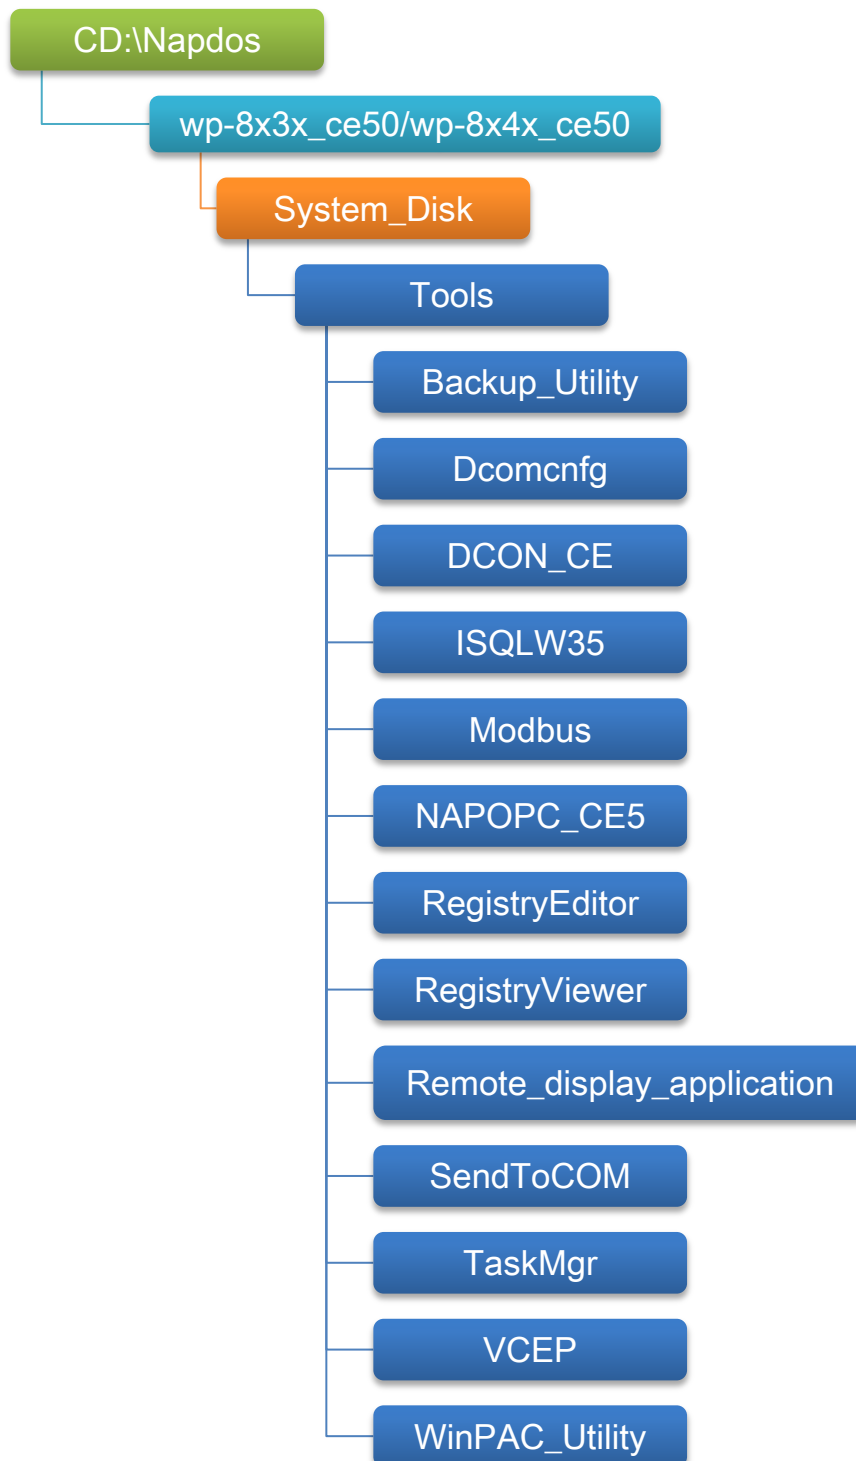 CD:\Napdos
wp-8x3x_ce50/wp-8x4x_ce50
System_Disk
Tools
Backup_Utility
Dcomcnfg
DCON_CE
ISQLW35
Modbus
NAPOPC_CE5
RegistryEditor
RegistryViewer
Remote_display_application
SendToCOM
TaskMgr
VCEP
WinPAC_Utility